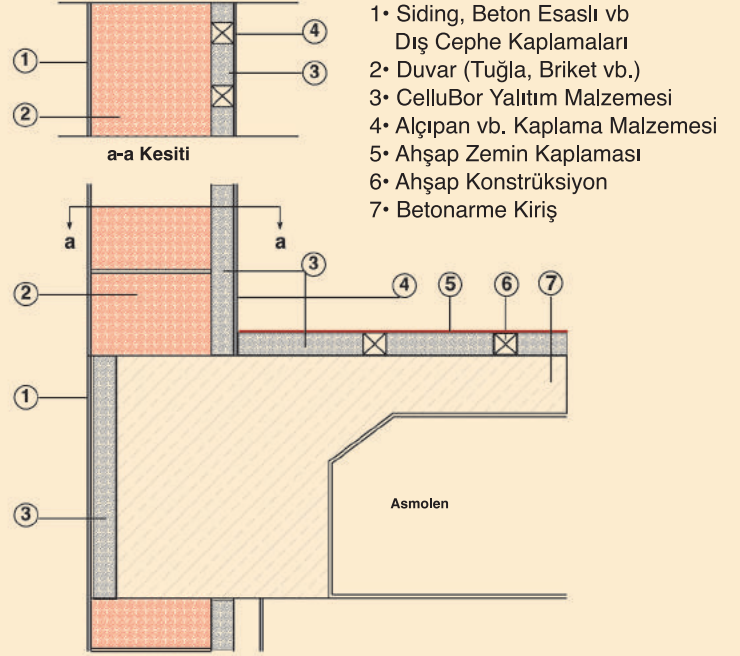 1• Siding, Beton Esaslı vb
Dış Cephe Kaplamaları
2• Duvar (Tuğla, Briket vb.)
3• CelluBor Yalıtım Malzemesi
4• Alçıpan vb. Kaplama Malzemesi
5• Ahşap Zemin Kaplaması
6• Ahşap Konstrüksiyon
7• Betonarme Kiriş
1
2
4
3
a-a Kesiti
a
a
2
3
4
5
6
7
1
3
Asmolen